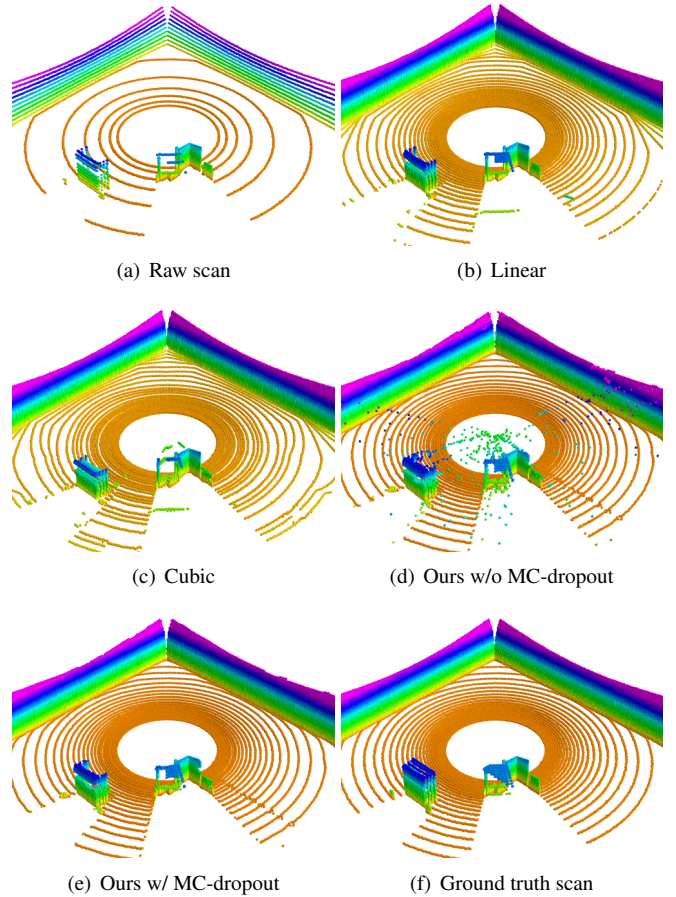 (a) Raw scan
(b) Linear
(c) Cubic
(d) Ours w/o MC-dropout
(e) Ours w/ MC-dropout
(f) Ground truth scan